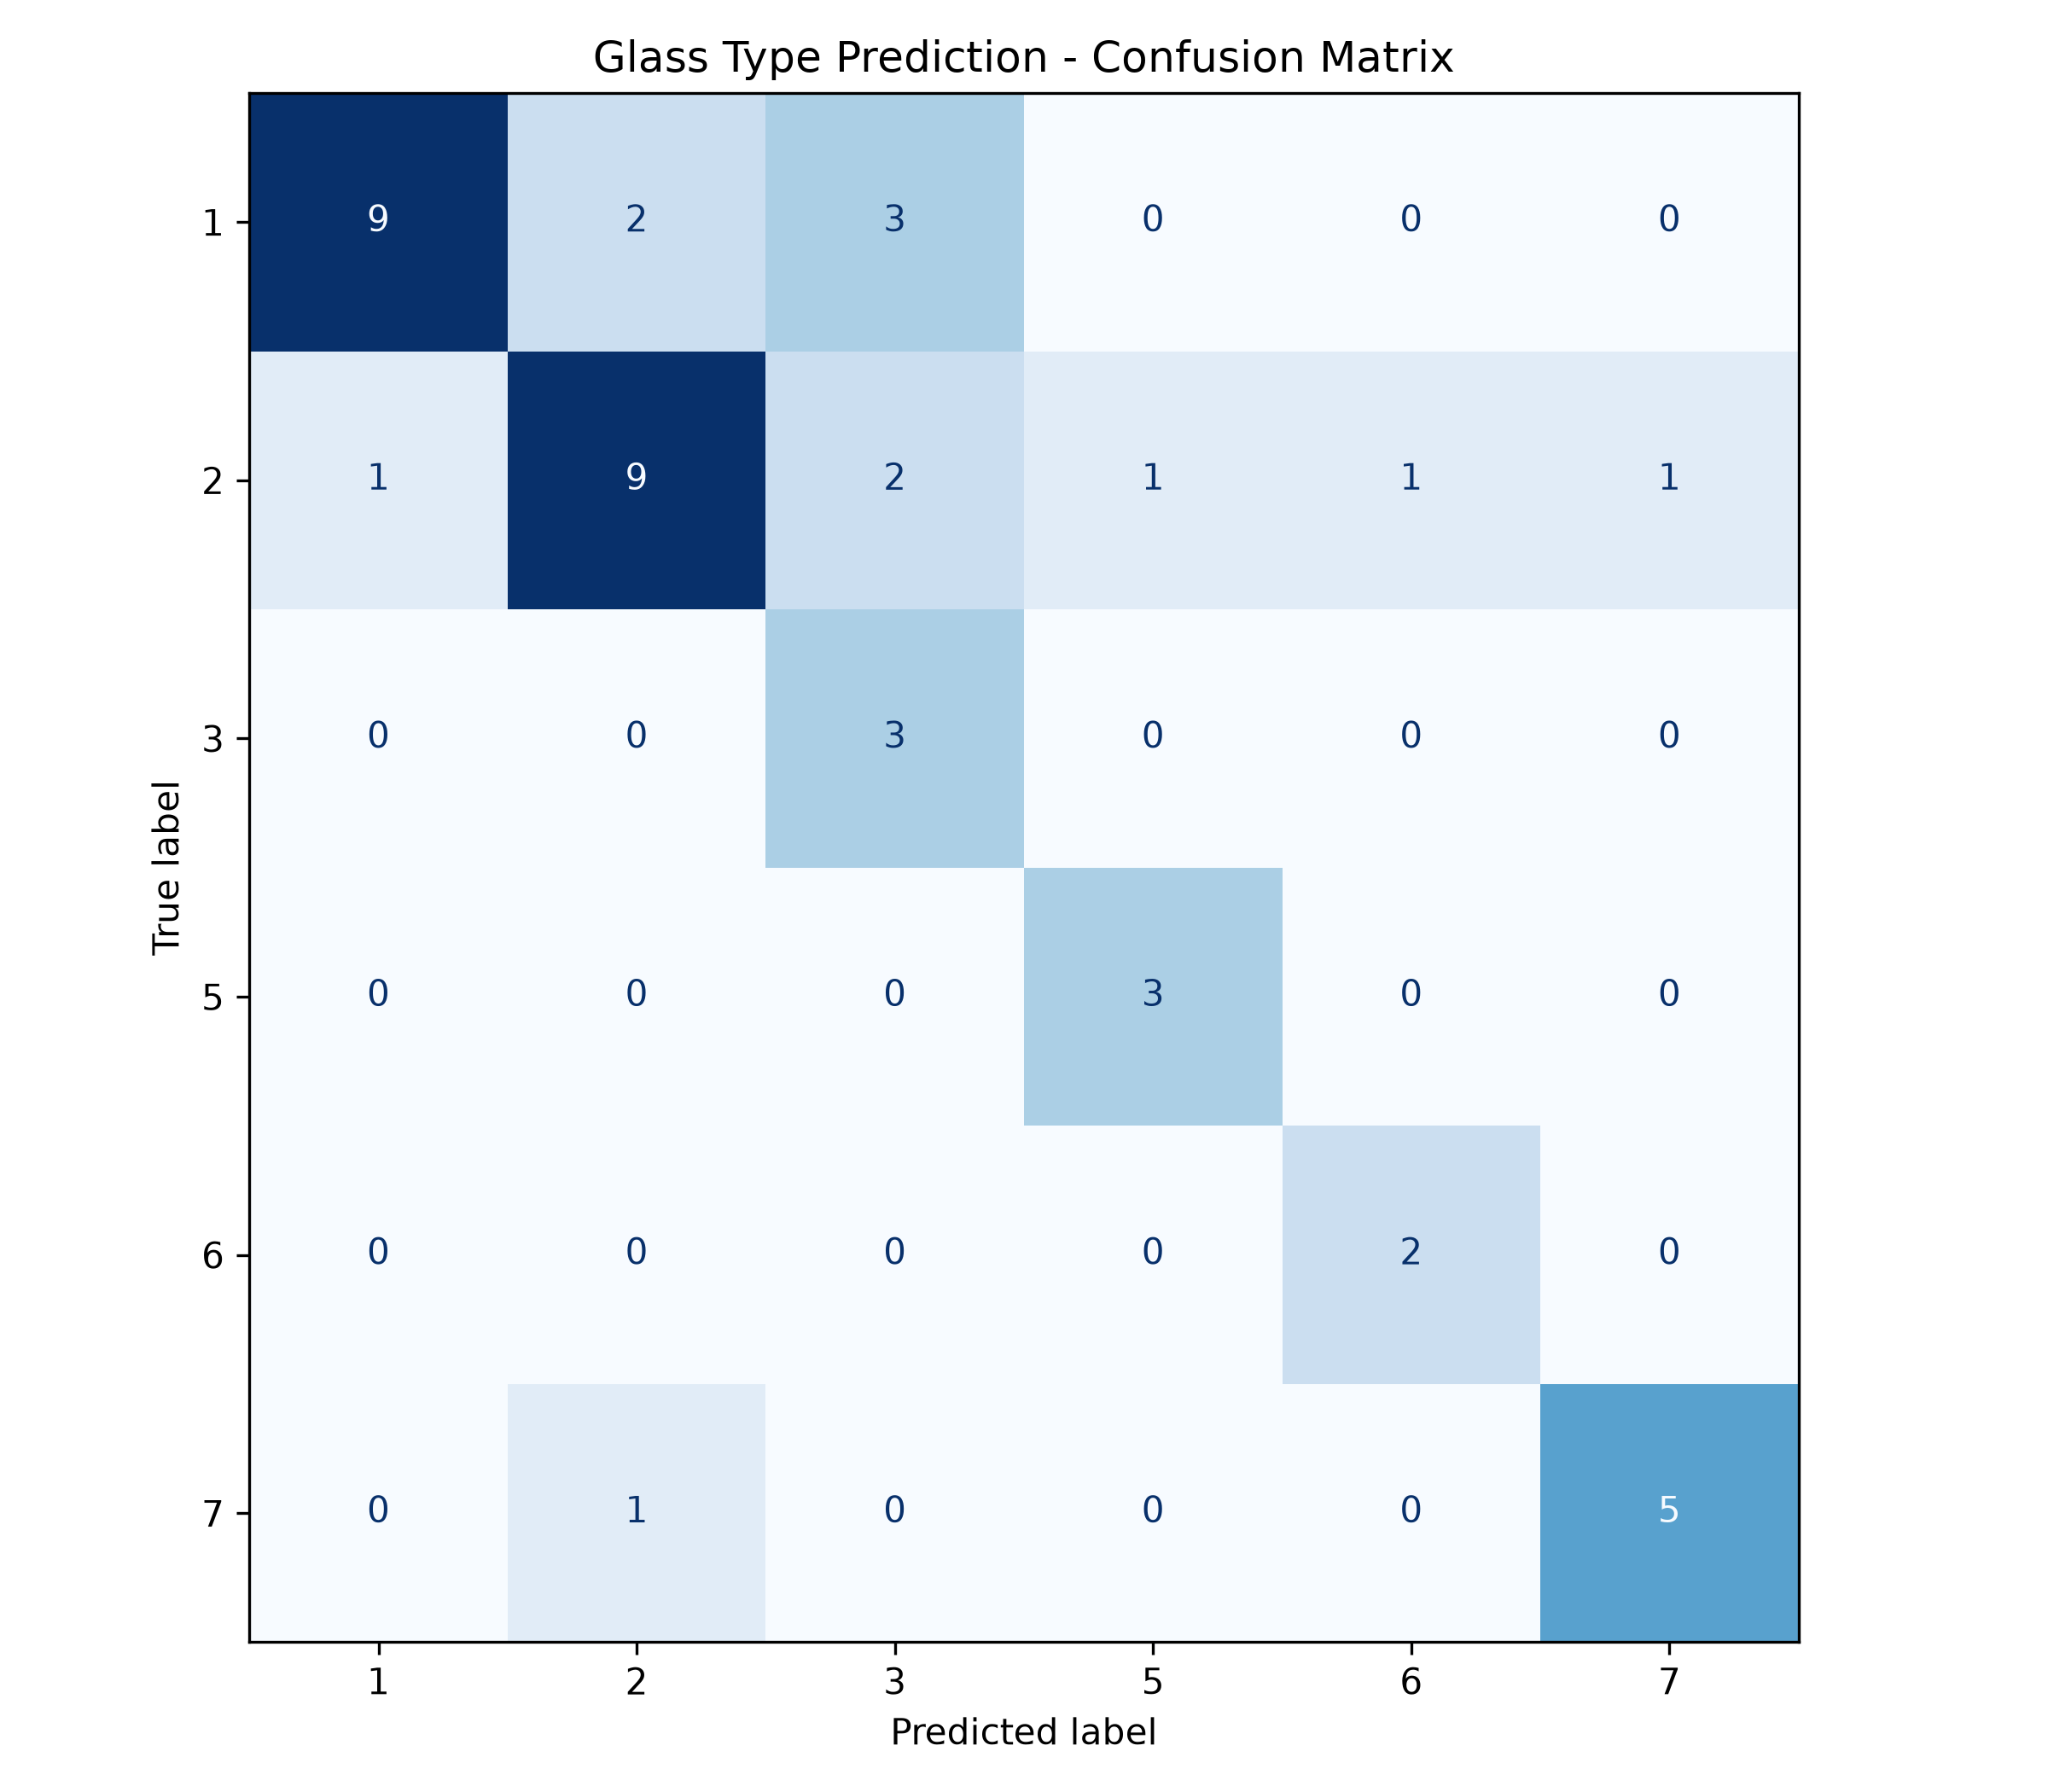 Glass Type Prediction - Confusion Matrix
1 9 2 3 0 0 0
2 1 9 2 1 1 1
3 0 0 3 0 0 0
True label
5 0 0 0 3 0 0
6 0 0 0 0 2 0
7 0 1 0 0 0 5
1 2 3 5 6 7
Predicted label